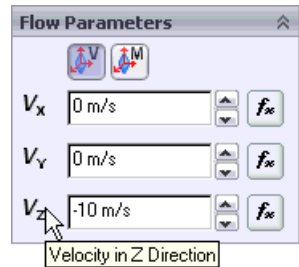 Flow Parameters
V M
Vx 0 m/s fx
VY 0 m/s fx
Vz -10 m/s fx
Velocity in Z Direction